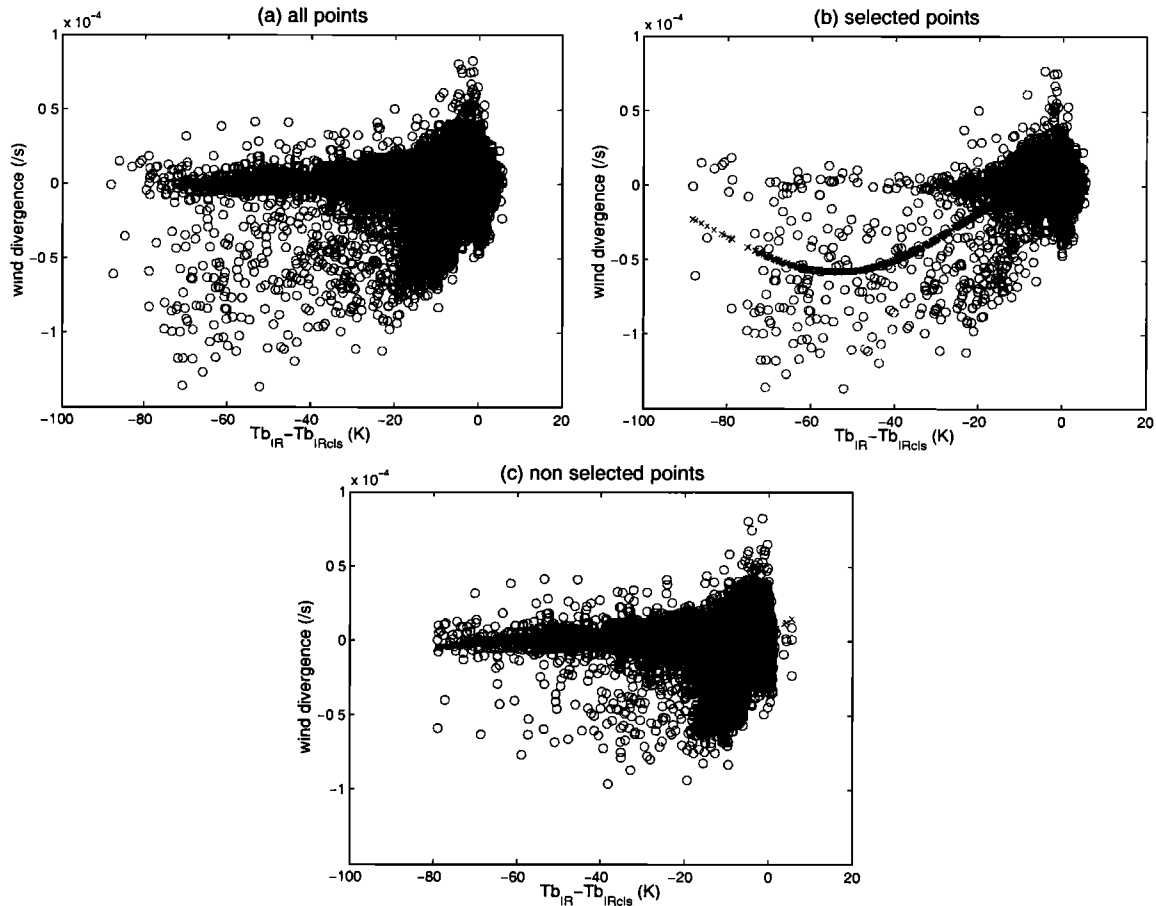 (a) all points
x 10^-4
1
0 5
0
-0 5
-1
wind divergence (/s)
-100 -80 -60 -40 -20 0 20
Tb_IR-Tb_IRcls (K)
(b) selected points
x 10^-4
1
0 5
0
-0 5
-1
wind divergence (/s)
-100 -80 -60 -40 -20 0 20
Tb_IR-Tb_IRcls (K)
(c) non selected points
x 10^-4
1
0 5
0
-0 5
-1
wind divergence (/s)
-100 -80 -60 -40 -20 0 20
Tb_IR-Tb_IRcls (K)